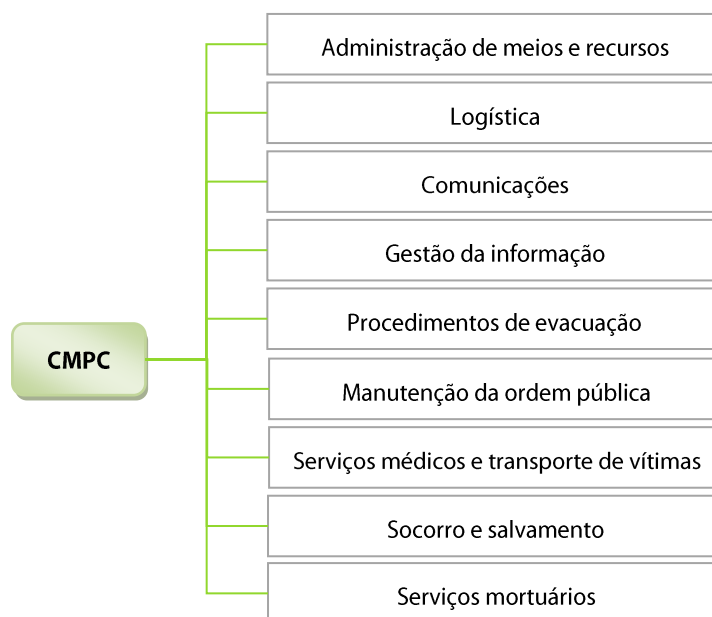 Administração de meios e recursos
Logística
Comunicações
Gestão da informação
Procedimentos de evacuação
CMPC
Manutenção da ordem pública
Serviços médicos e transporte de vítimas
Socorro e salvamento
Serviços mortuários